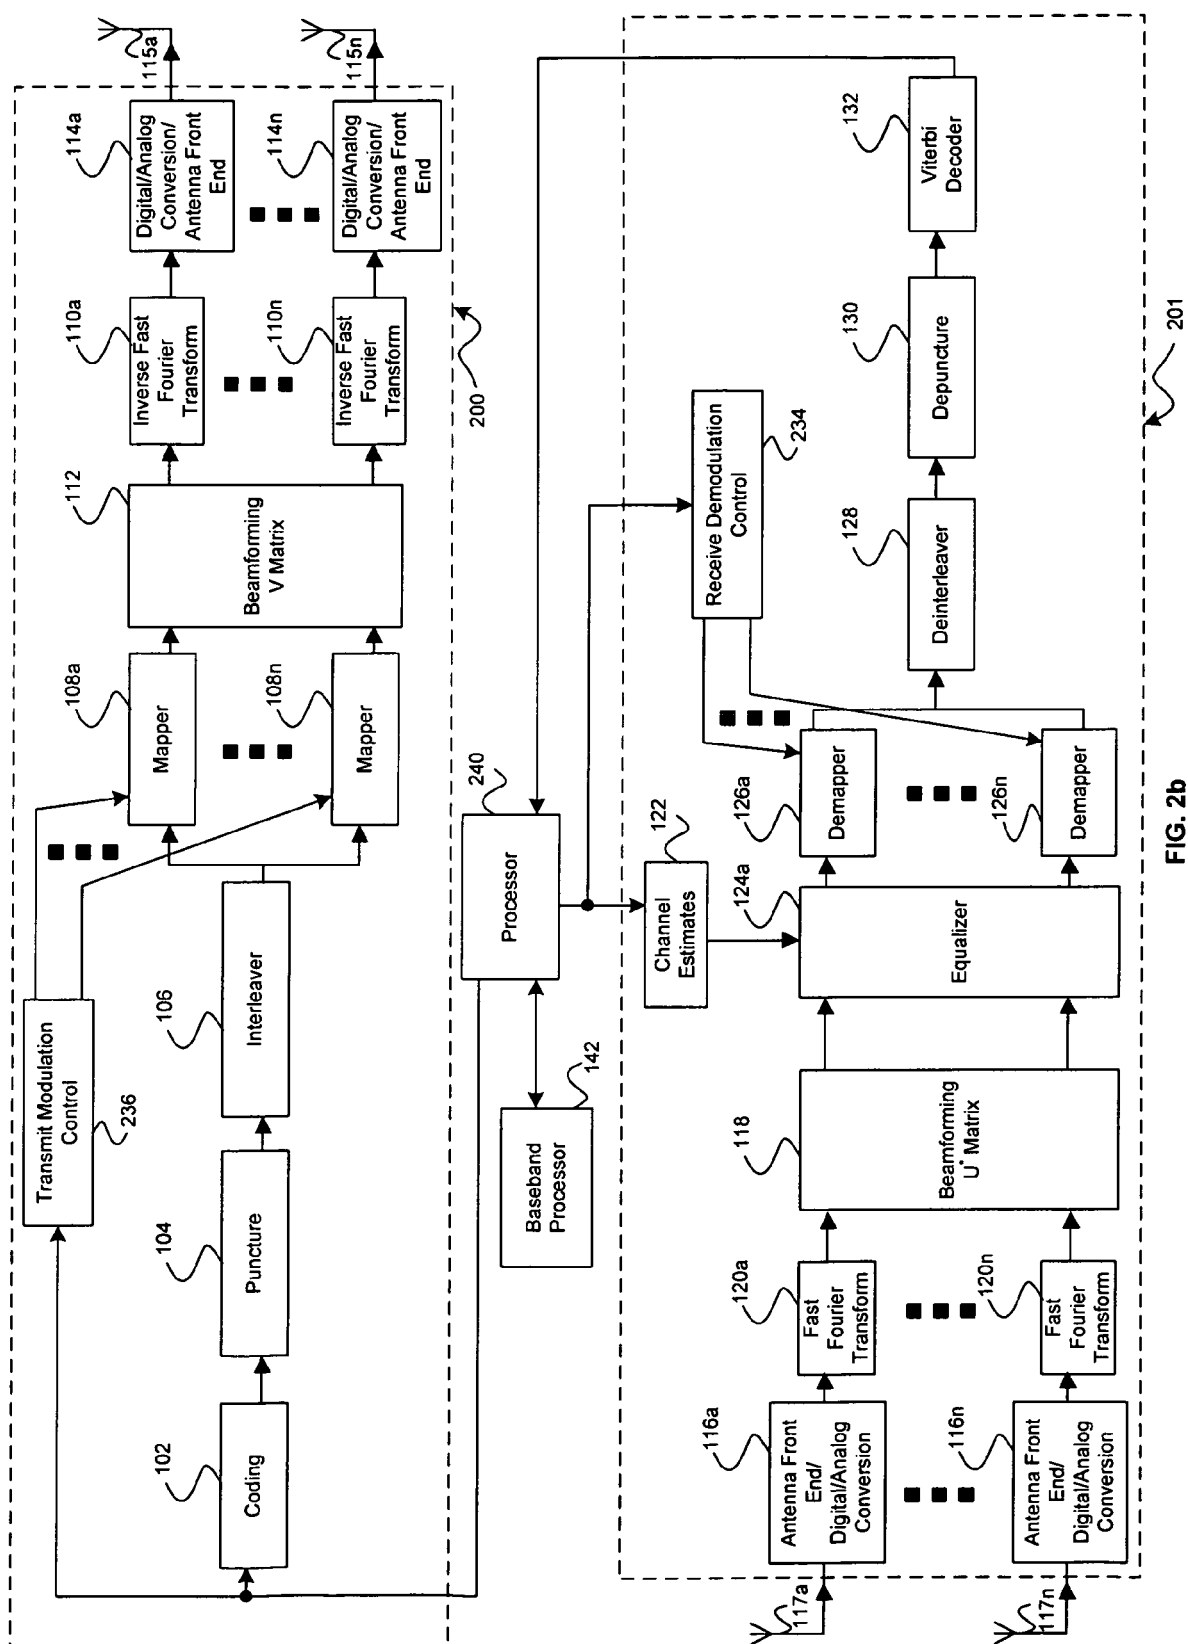 115a
115n
114a
Digital/Analog
Conversion/
Antenna Front
End
114n
Digital/Analog
Conversion/
Antenna Front
End
110a
Inverse Fast
Fourier
Transform
110n
Inverse Fast
Fourier
Transform
200
112
Beamforming
V Matrix
108a
Mapper
108n
Mapper
106
Interleaver
104
Puncture
102
Coding
Transmit Modulation
Control
236
240
Processor
142
Baseband
Processor
132
Viterbi
Decoder
130
Depuncture
128
Deinterleaver
Receive Demodulation
Control
234
122
Channel
Estimates
126a
Demapper
126n
Demapper
124a
Equalizer
118
Beamforming
U* Matrix
120a
Fast
Fourier
Transform
120n
Fast
Fourier
Transform
116a
Antenna Front
End/
Digital/Analog
Conversion
116n
Antenna Front
End/
Digital/Analog
Conversion
117a
117n
201
FIG. 2b